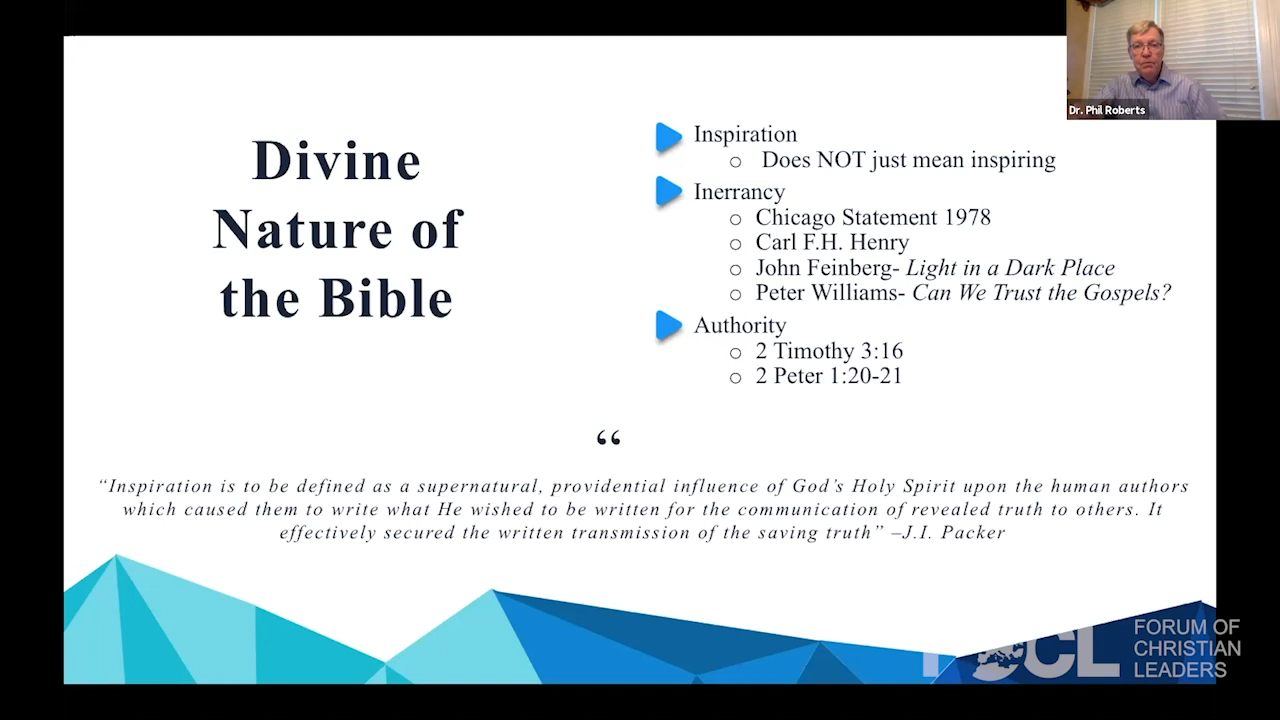 Dr. Phil Roberts
Divine
Nature of
the Bible
Inspiration
Does NOT just mean inspiring
Inerrancy
Chicago Statement 1978
Carl F.H. Henry
John Feinberg- Light in a Dark Place
Peter Williams- Can We Trust the Gospels?
Authority
2 Timothy 3:16
2 Peter 1:20-21
“
“Inspiration is to be defined as a supernatural, providential influence of God’s Holy Spirit upon the human authors
which caused them to write what He wished to be written for the communication of revealed truth to others. It
effectively secured the written transmission of the saving truth” –J.I. Packer
FORUM OF
CHRISTIAN
LEADERS